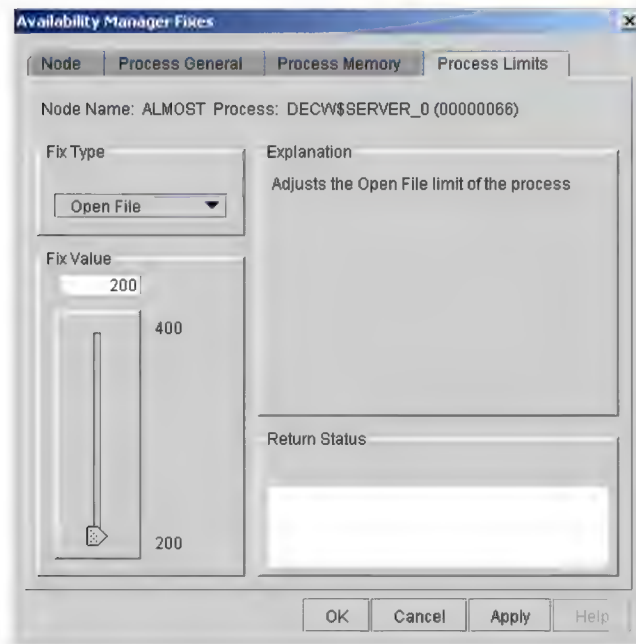 Availability Manager Fixes
Node Process General Process Memory Process Limits
Node Name: ALMOST Process: DECW$SERVER_0 (00000066)
Fix Type
Open File
Explanation
Adjusts the Open File limit of the process
Fix Value
200
400
200
Return Status
OK Cancel Apply Help